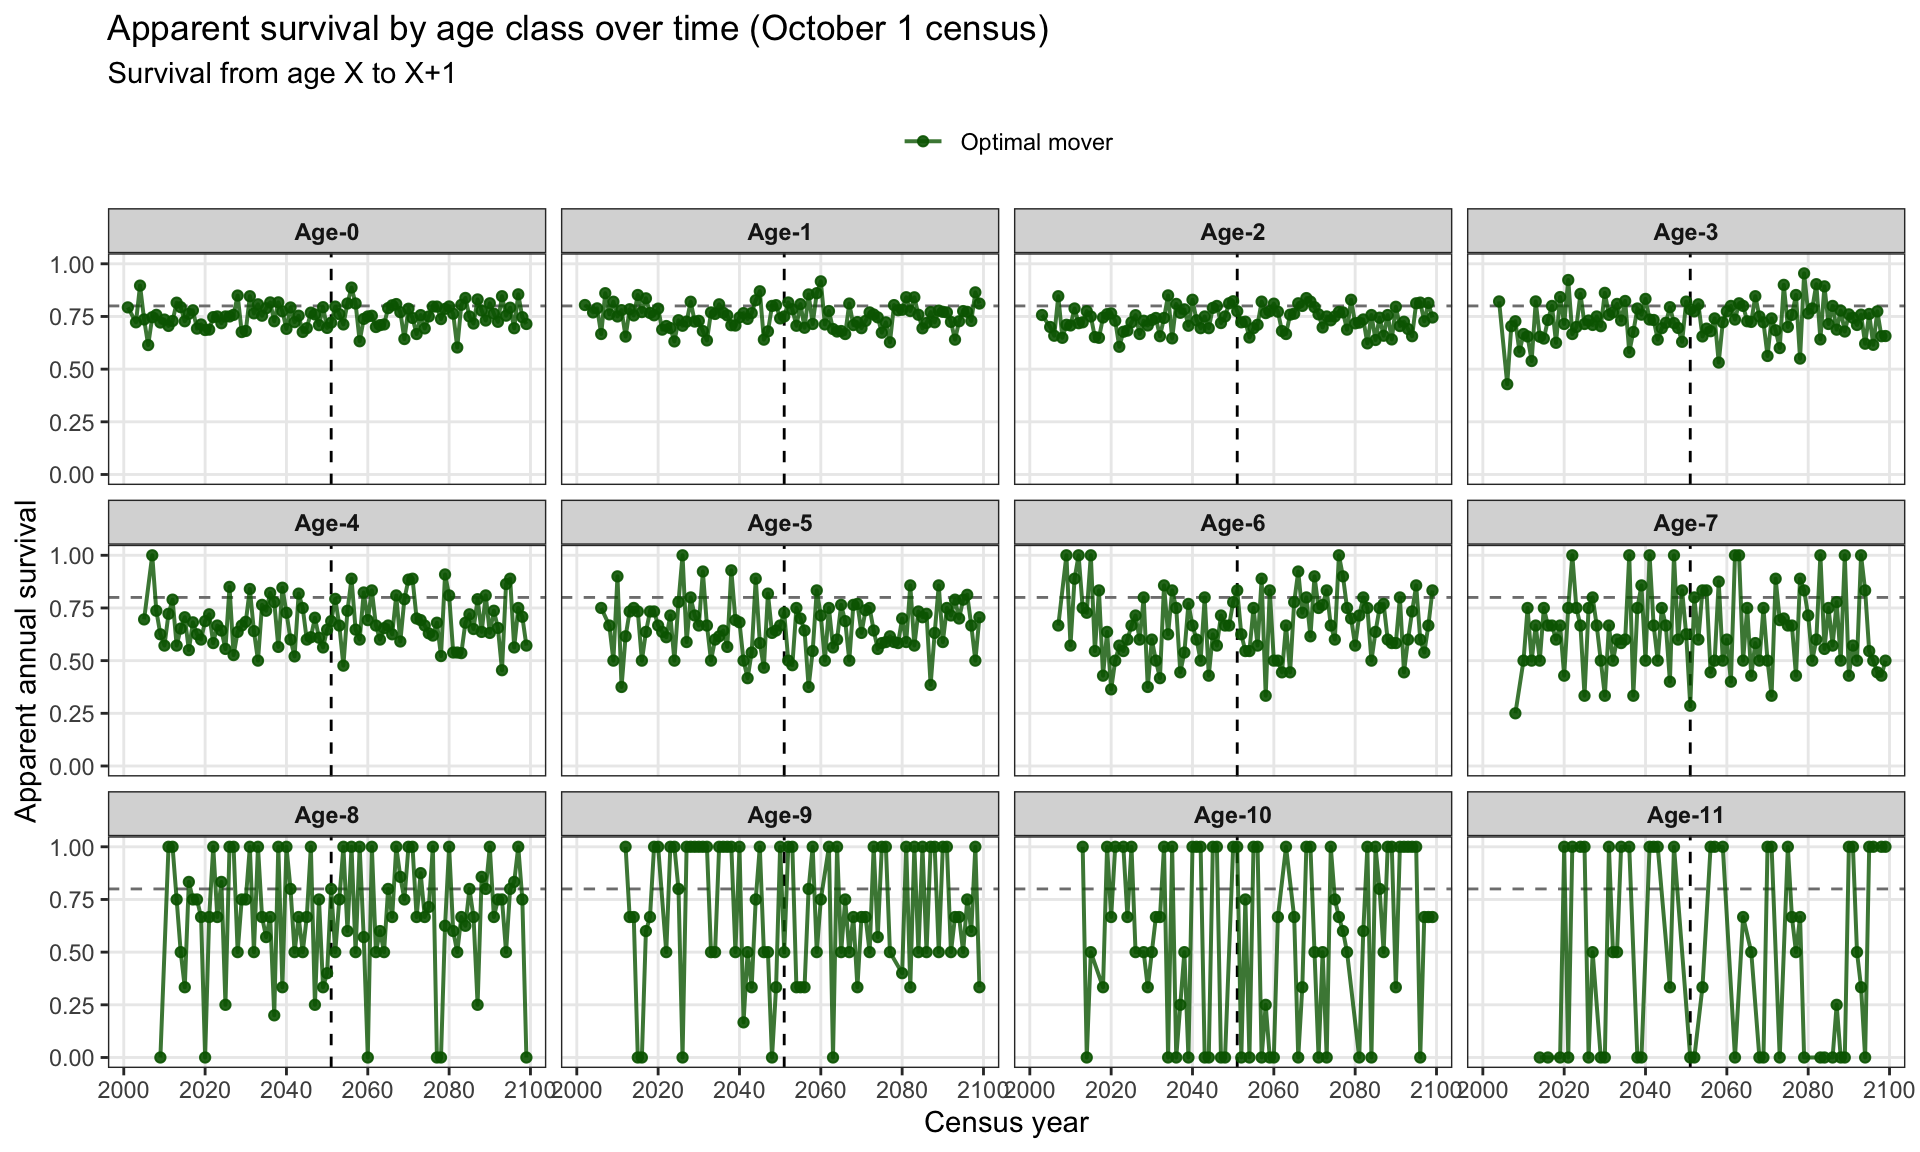 Apparent survival by age class over time (October 1 census)
Survival from age X to X+1
Optimal mover
Age-0
Age-1
Age-2
Age-3
1.00
0.75
0.50
0.25
0.00
Age-4
Age-5
Age-6
Age-7
1.00
0.75
0.50
0.25
0.00
Age-8
Age-9
Age-10
Age-11
1.00
0.75
0.50
0.25
0.00
2000 2020 2040 2060 2080 2100
2000 2020 2040 2060 2080 2100
2000 2020 2040 2060 2080 2100
2000 2020 2040 2060 2080 2100
Census year
Apparent annual survival